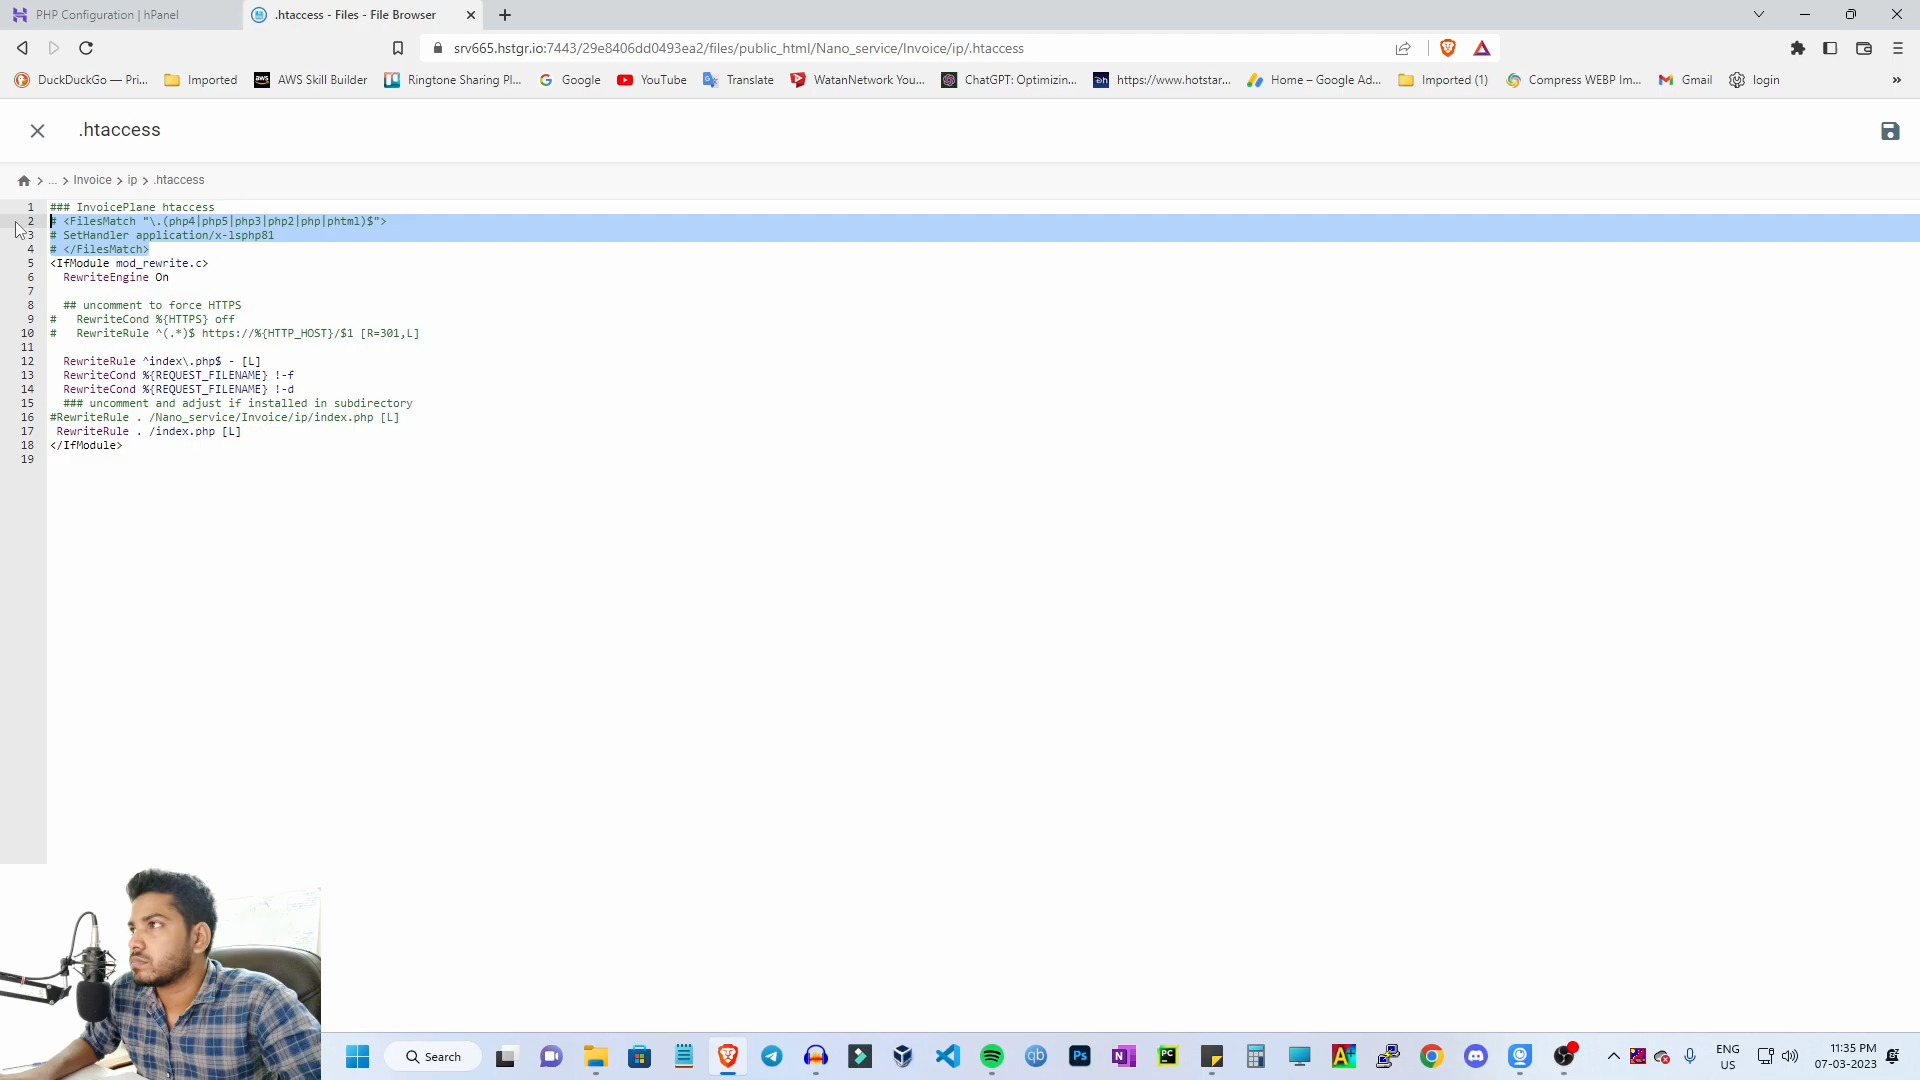 PHP Configuration | hPanel
.htaccess - Files - File Browser
srv665.hstgr.io:7443/29e8406dd0493ea2/files/public_html/Nano_service/Invoice/ip/.htaccess
DuckDuckGo — Pri...
Imported
aws
AWS Skill Builder
Ringtone Sharing Pl...
Google
YouTube
Translate
WatanNetwork You...
ChatGPT: Optimizin...
https://www.hotstar...
Home – Google Ad...
Imported (1)
Compress WEBP Im...
Gmail
login
»
.htaccess
... > Invoice > ip > .htaccess
1 ### InvoicePlane htaccess
2 # <FilesMatch "\.(php4|php5|php3|php2|php|phtml)$">
3 # SetHandler application/x-lsphp81
4 # </FilesMatch>
5 <IfModule mod_rewrite.c>
6 RewriteEngine On
7
8 ## uncomment to force HTTPS
9 # RewriteCond %{HTTPS} off
10 # RewriteRule ^(.*)$ https://%{HTTP_HOST}/$1 [R=301,L]
11
12 RewriteRule ^index\.php$ - [L]
13 RewriteCond %{REQUEST_FILENAME} !-f
14 RewriteCond %{REQUEST_FILENAME} !-d
15 ### uncomment and adjust if installed in subdirectory
16 #RewriteRule . /Nano_service/Invoice/ip/index.php [L]
17 RewriteRule . /index.php [L]
18 </IfModule>
19
Search
qb
Ps
N
PC
A+
ENG
US
11:35 PM
07-03-2023